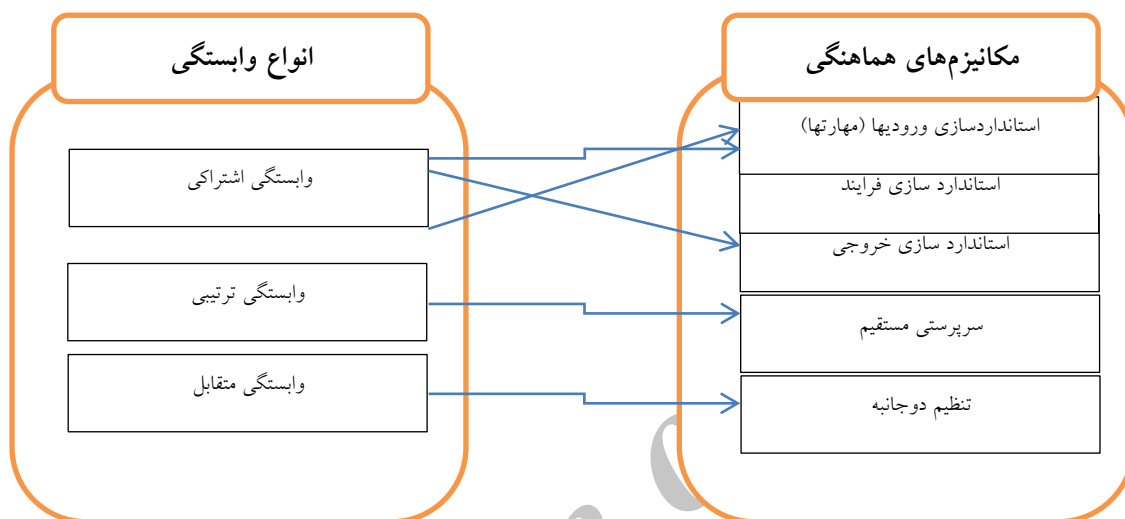 مکانیزم‌های هماهنگی
استانداردسازی ورودیها (مهارتها)
استاندارد سازی فرایند
استاندارد سازی خروجی
سرپرستی مستقیم
تنظیم دوجانبه
انواع وابستگی
وابستگی اشتراکی
وابستگی ترتیبی
وابستگی متقابل